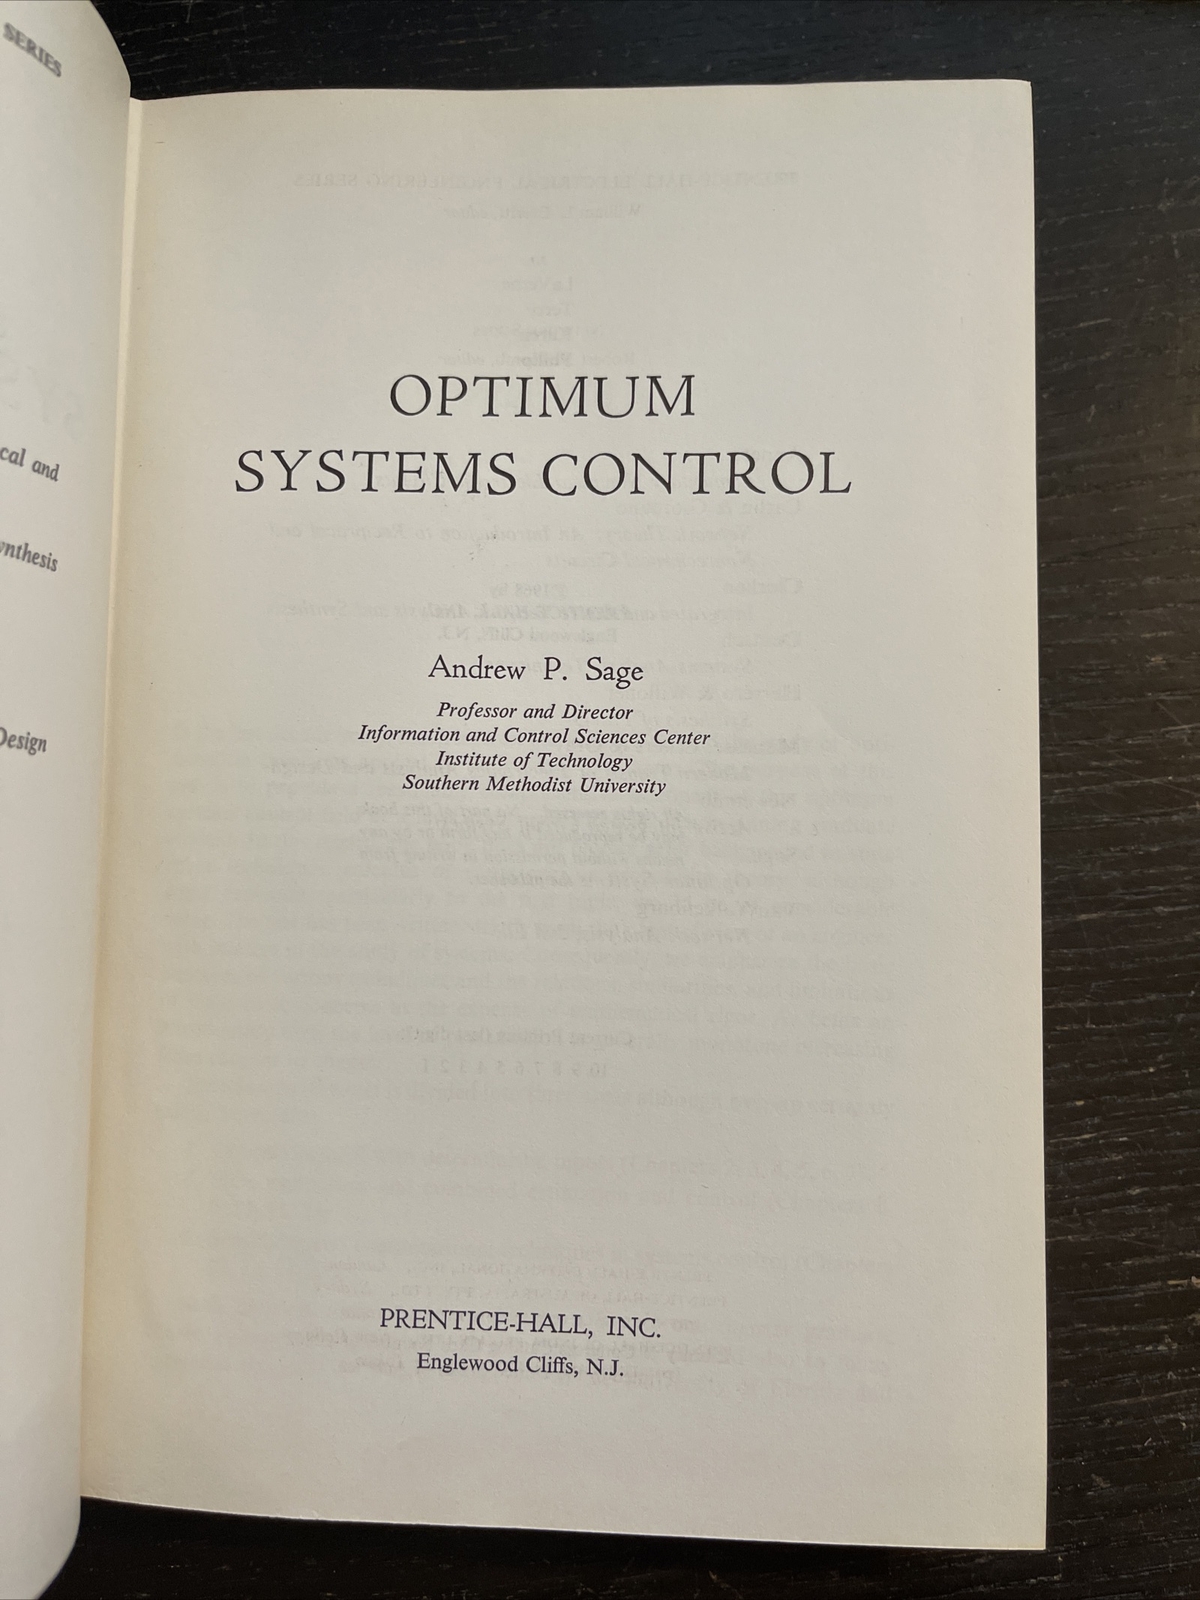 SERIES
cal and
ynthesis
Design
OPTIMUM
SYSTEMS CONTROL
Andrew P. Sage
Professor and Director
Information and Control Sciences Center
Institute of Technology
Southern Methodist University
PRENTICE-HALL, INC.
Englewood Cliffs, N.J.